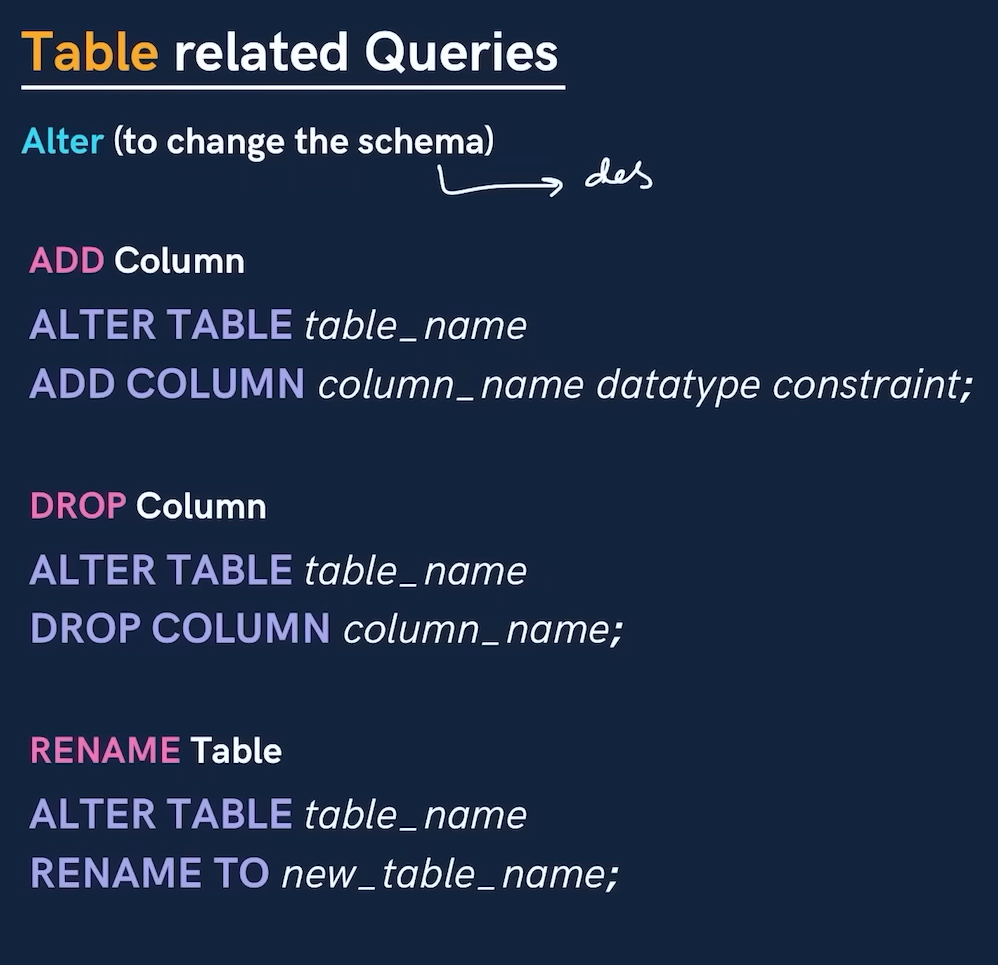 Table related Queries
Alter (to change the schema)
des
ADD Column
ALTER TABLE table_name
ADD COLUMN column_name datatype constraint;
DROP Column
ALTER TABLE table_name
DROP COLUMN column_name;
RENAME Table
ALTER TABLE table_name
RENAME TO new_table_name;